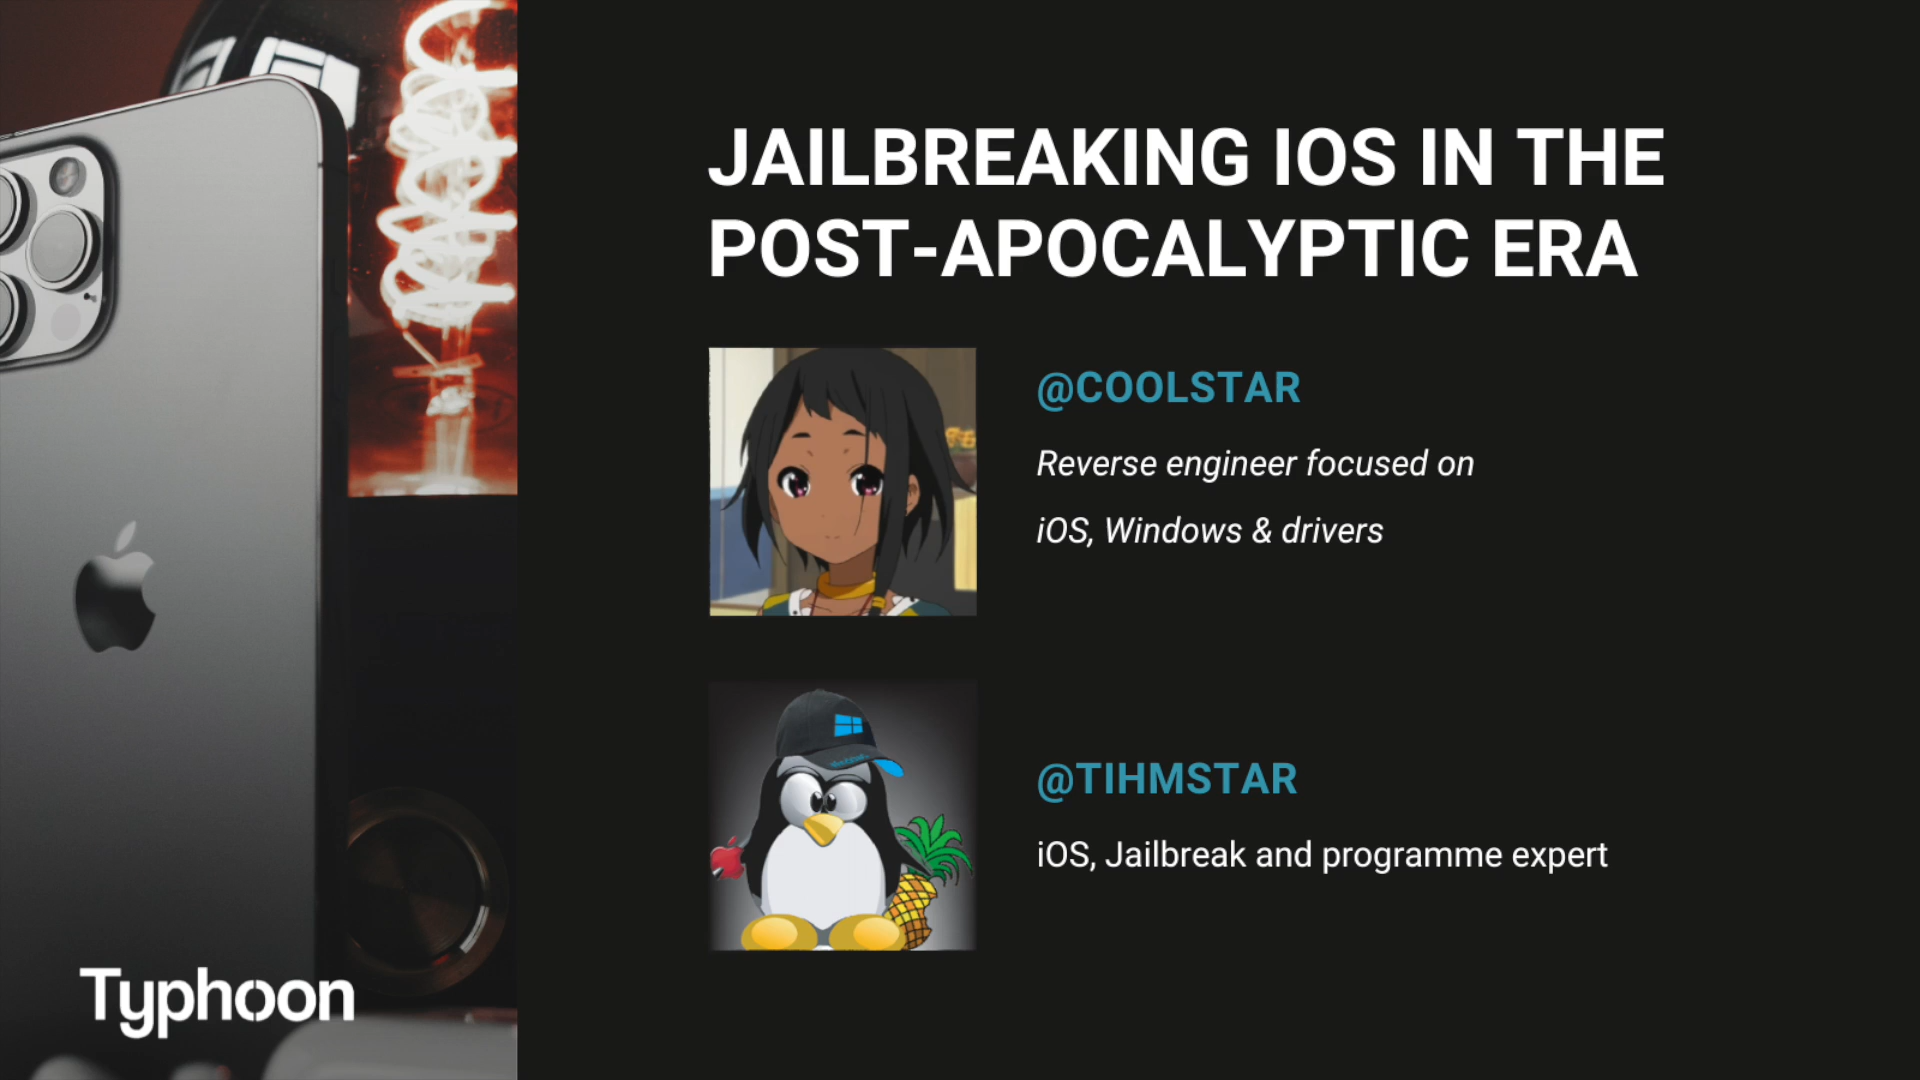 JAILBREAKING IOS IN THE
POST-APOCALYPTIC ERA
@COOLSTAR
Reverse engineer focused on
iOS, Windows & drivers
@TIHMSTAR
iOS, Jailbreak and programme expert
Typhoon